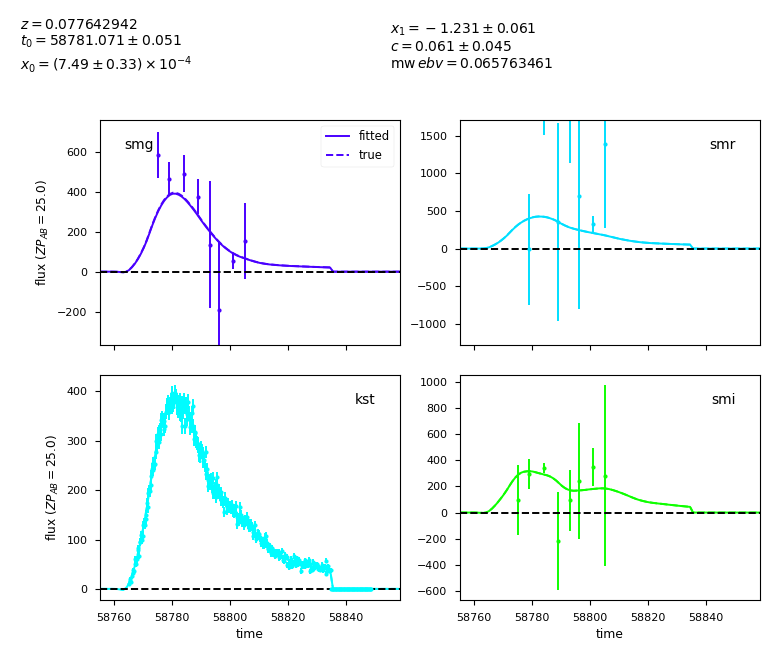 z = 0.077642942
t₀ = 58781.071 ± 0.051
x₀ = (7.49 ± 0.33) × 10⁻⁴
x₁ = −1.231 ± 0.061
c = 0.061 ± 0.045
mw ebv = 0.065763461
smg
fitted
true
600
400
200
0
−200
flux (ZP_AB = 25.0)
smr
1500
1000
500
0
−500
−1000
kst
400
300
200
100
0
flux (ZP_AB = 25.0)
58760 58780 58800 58820 58840
time
smi
1000
800
600
400
200
0
−200
−400
−600
58760 58780 58800 58820 58840
time